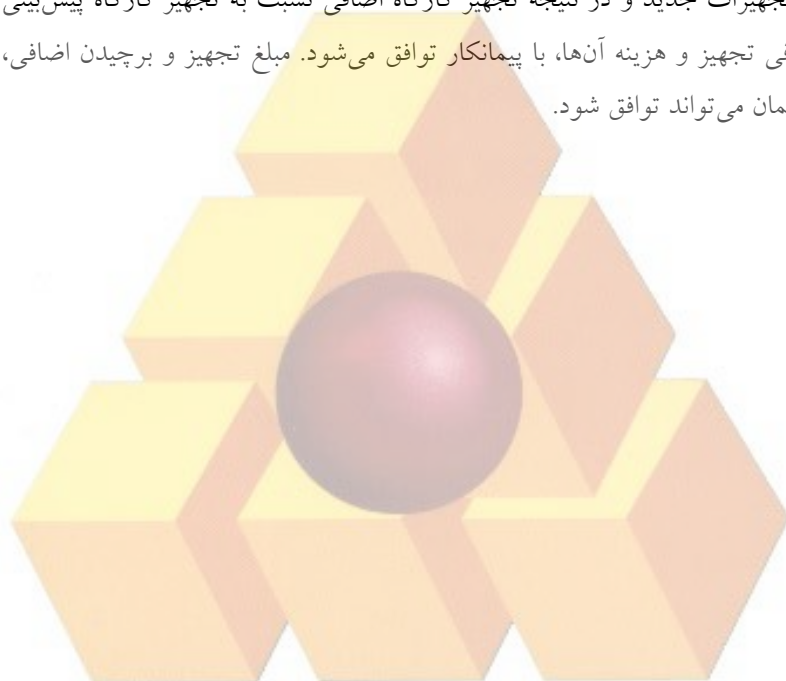 تجهیزات جدید و در نتیجه تجهیز کارگاه اضافی نسبت به تجهیز کارگاه پیش‌بینی
تجهیز و هزینه آن‌ها، با پیمانکار توافق می‌شود. مبلغ تجهیز و برچیدن اضافی،
می‌تواند توافق شود.